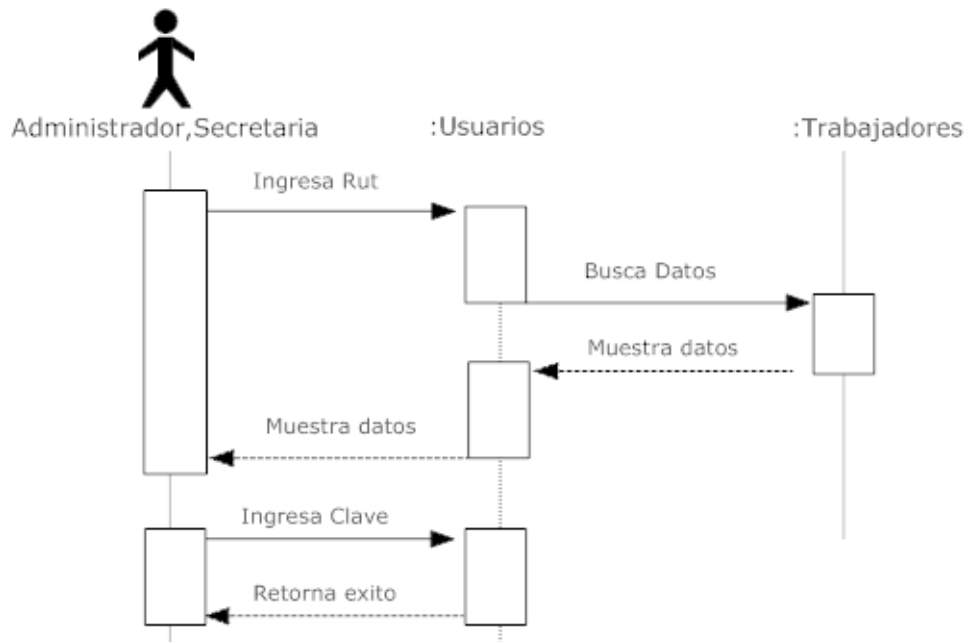 Administrador,Secretaria
:Usuarios
:Trabajadores
Ingresa Rut
Busca Datos
Muestra datos
Muestra datos
Ingresa Clave
Retorna exito